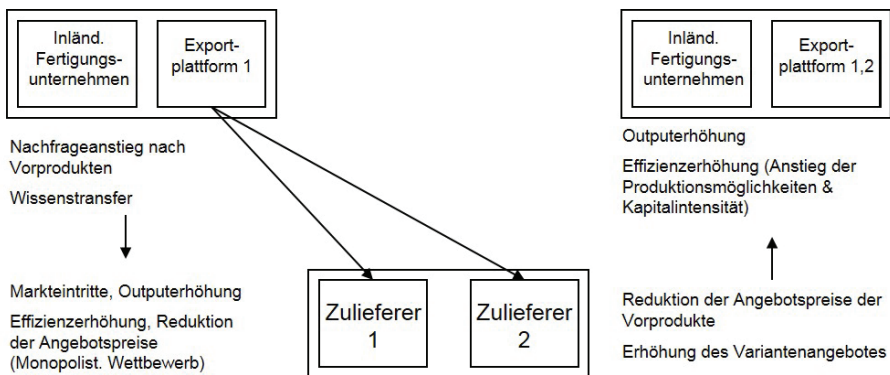 Inländ.
Fertigungs-
unternehmen
Export-
plattform 1
Nachfrageanstieg nach
Vorprodukten
Wissenstransfer
Markteintritte, Outputerhöhung
Effizienzerhöhung, Reduktion
der Angebotspreise
(Monopolist. Wettbewerb)
Zulieferer
1
Zulieferer
2
Inländ.
Fertigungs-
unternehmen
Export-
plattform 1,2
Outputerhöhung
Effizienzerhöhung (Anstieg der
Produktionsmöglichkeiten &
Kapitalintensität)
Reduktion der Angebotspreise der
Vorprodukte
Erhöhung des Variantenangebotes